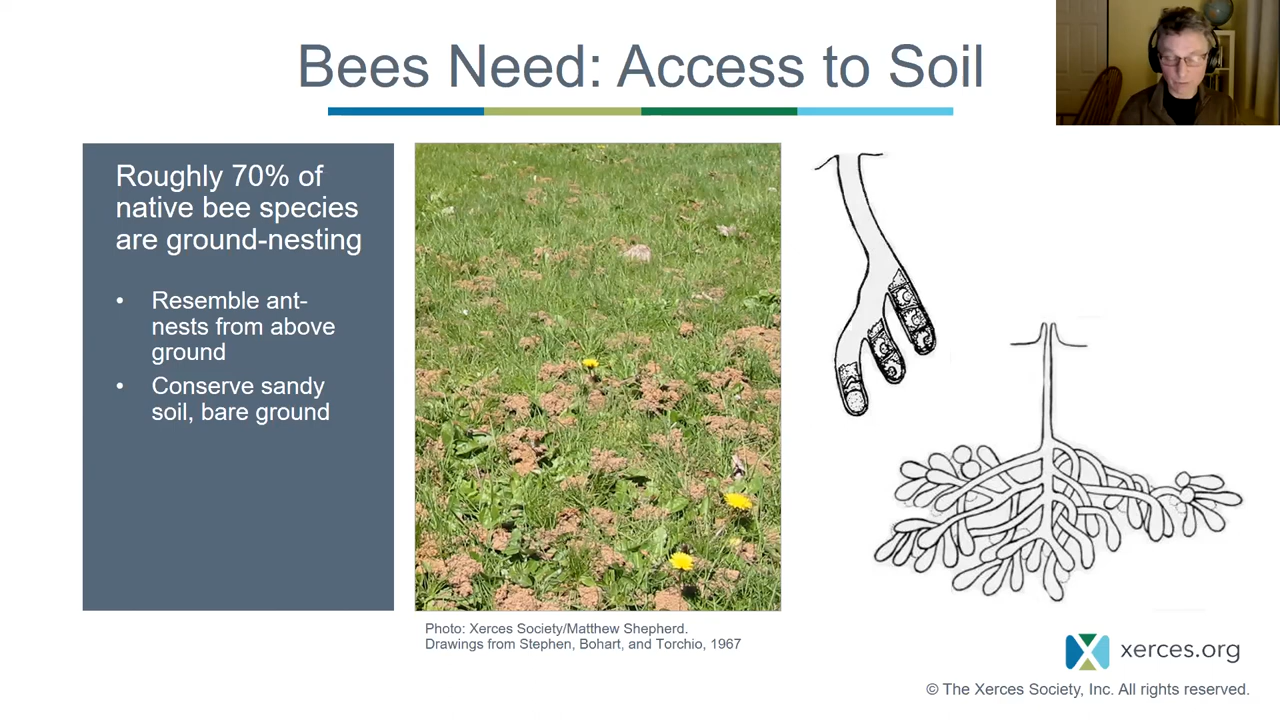 Bees Need: Access to Soil
Roughly 70% of
native bee species
are ground-nesting
• Resemble ant-
nests from above
ground
• Conserve sandy
soil, bare ground
Photo: Xerces Society/Matthew Shepherd.
Drawings from Stephen, Bohart, and Torchio, 1967
xerces.org
© The Xerces Society, Inc. All rights reserved.